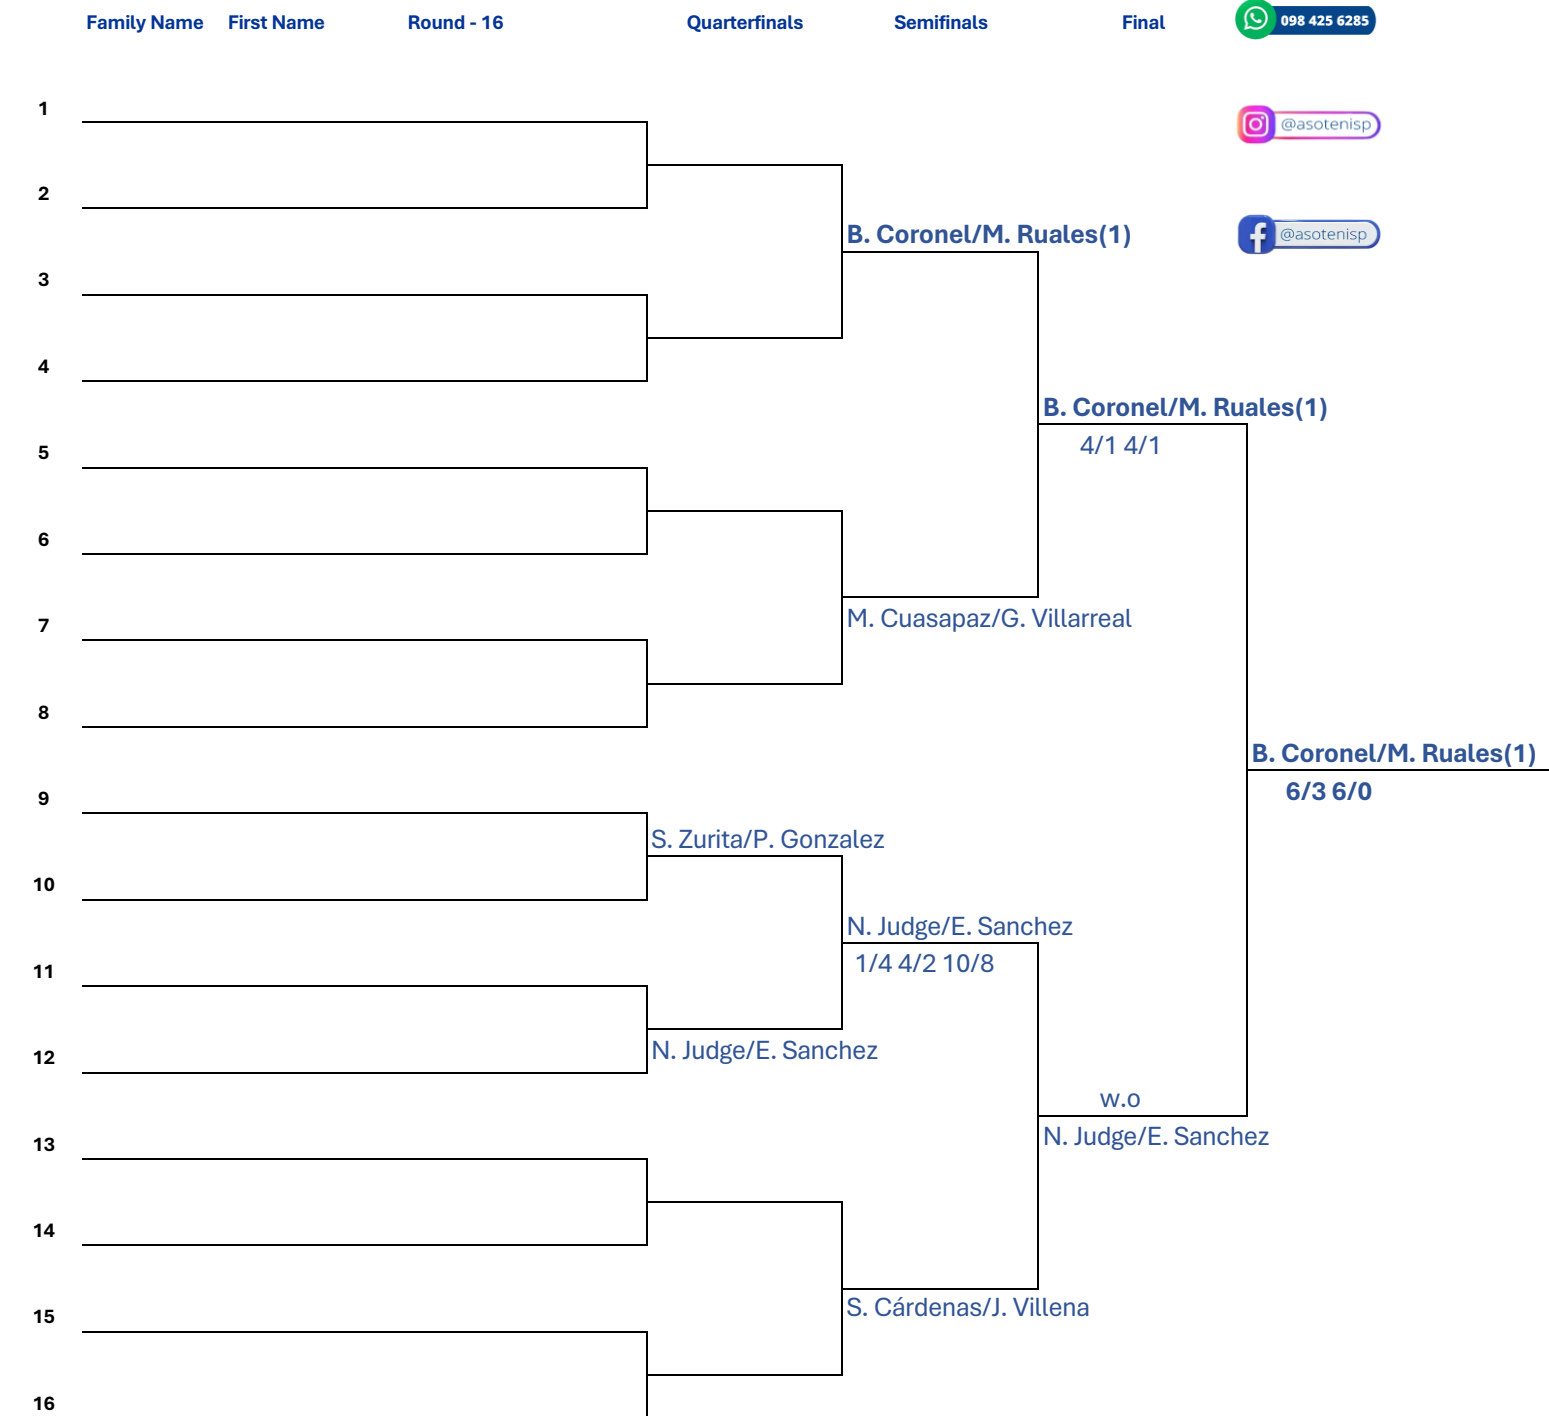 Family Name First Name Round - 16 Quarterfinals Semifinals Final
098 425 6285
1
@asotenisp
2
B. Coronel/M. Ruales(1)
@asotenisp
3
4
B. Coronel/M. Ruales(1)
4/1 4/1
5
6
M. Cuasapaz/G. Villarreal
7
8
B. Coronel/M. Ruales(1)
6/3 6/0
9
S. Zurita/P. Gonzalez
10
N. Judge/E. Sanchez
1/4 4/2 10/8
11
N. Judge/E. Sanchez
12
w.o
N. Judge/E. Sanchez
13
14
S. Cárdenas/J. Villena
15
16